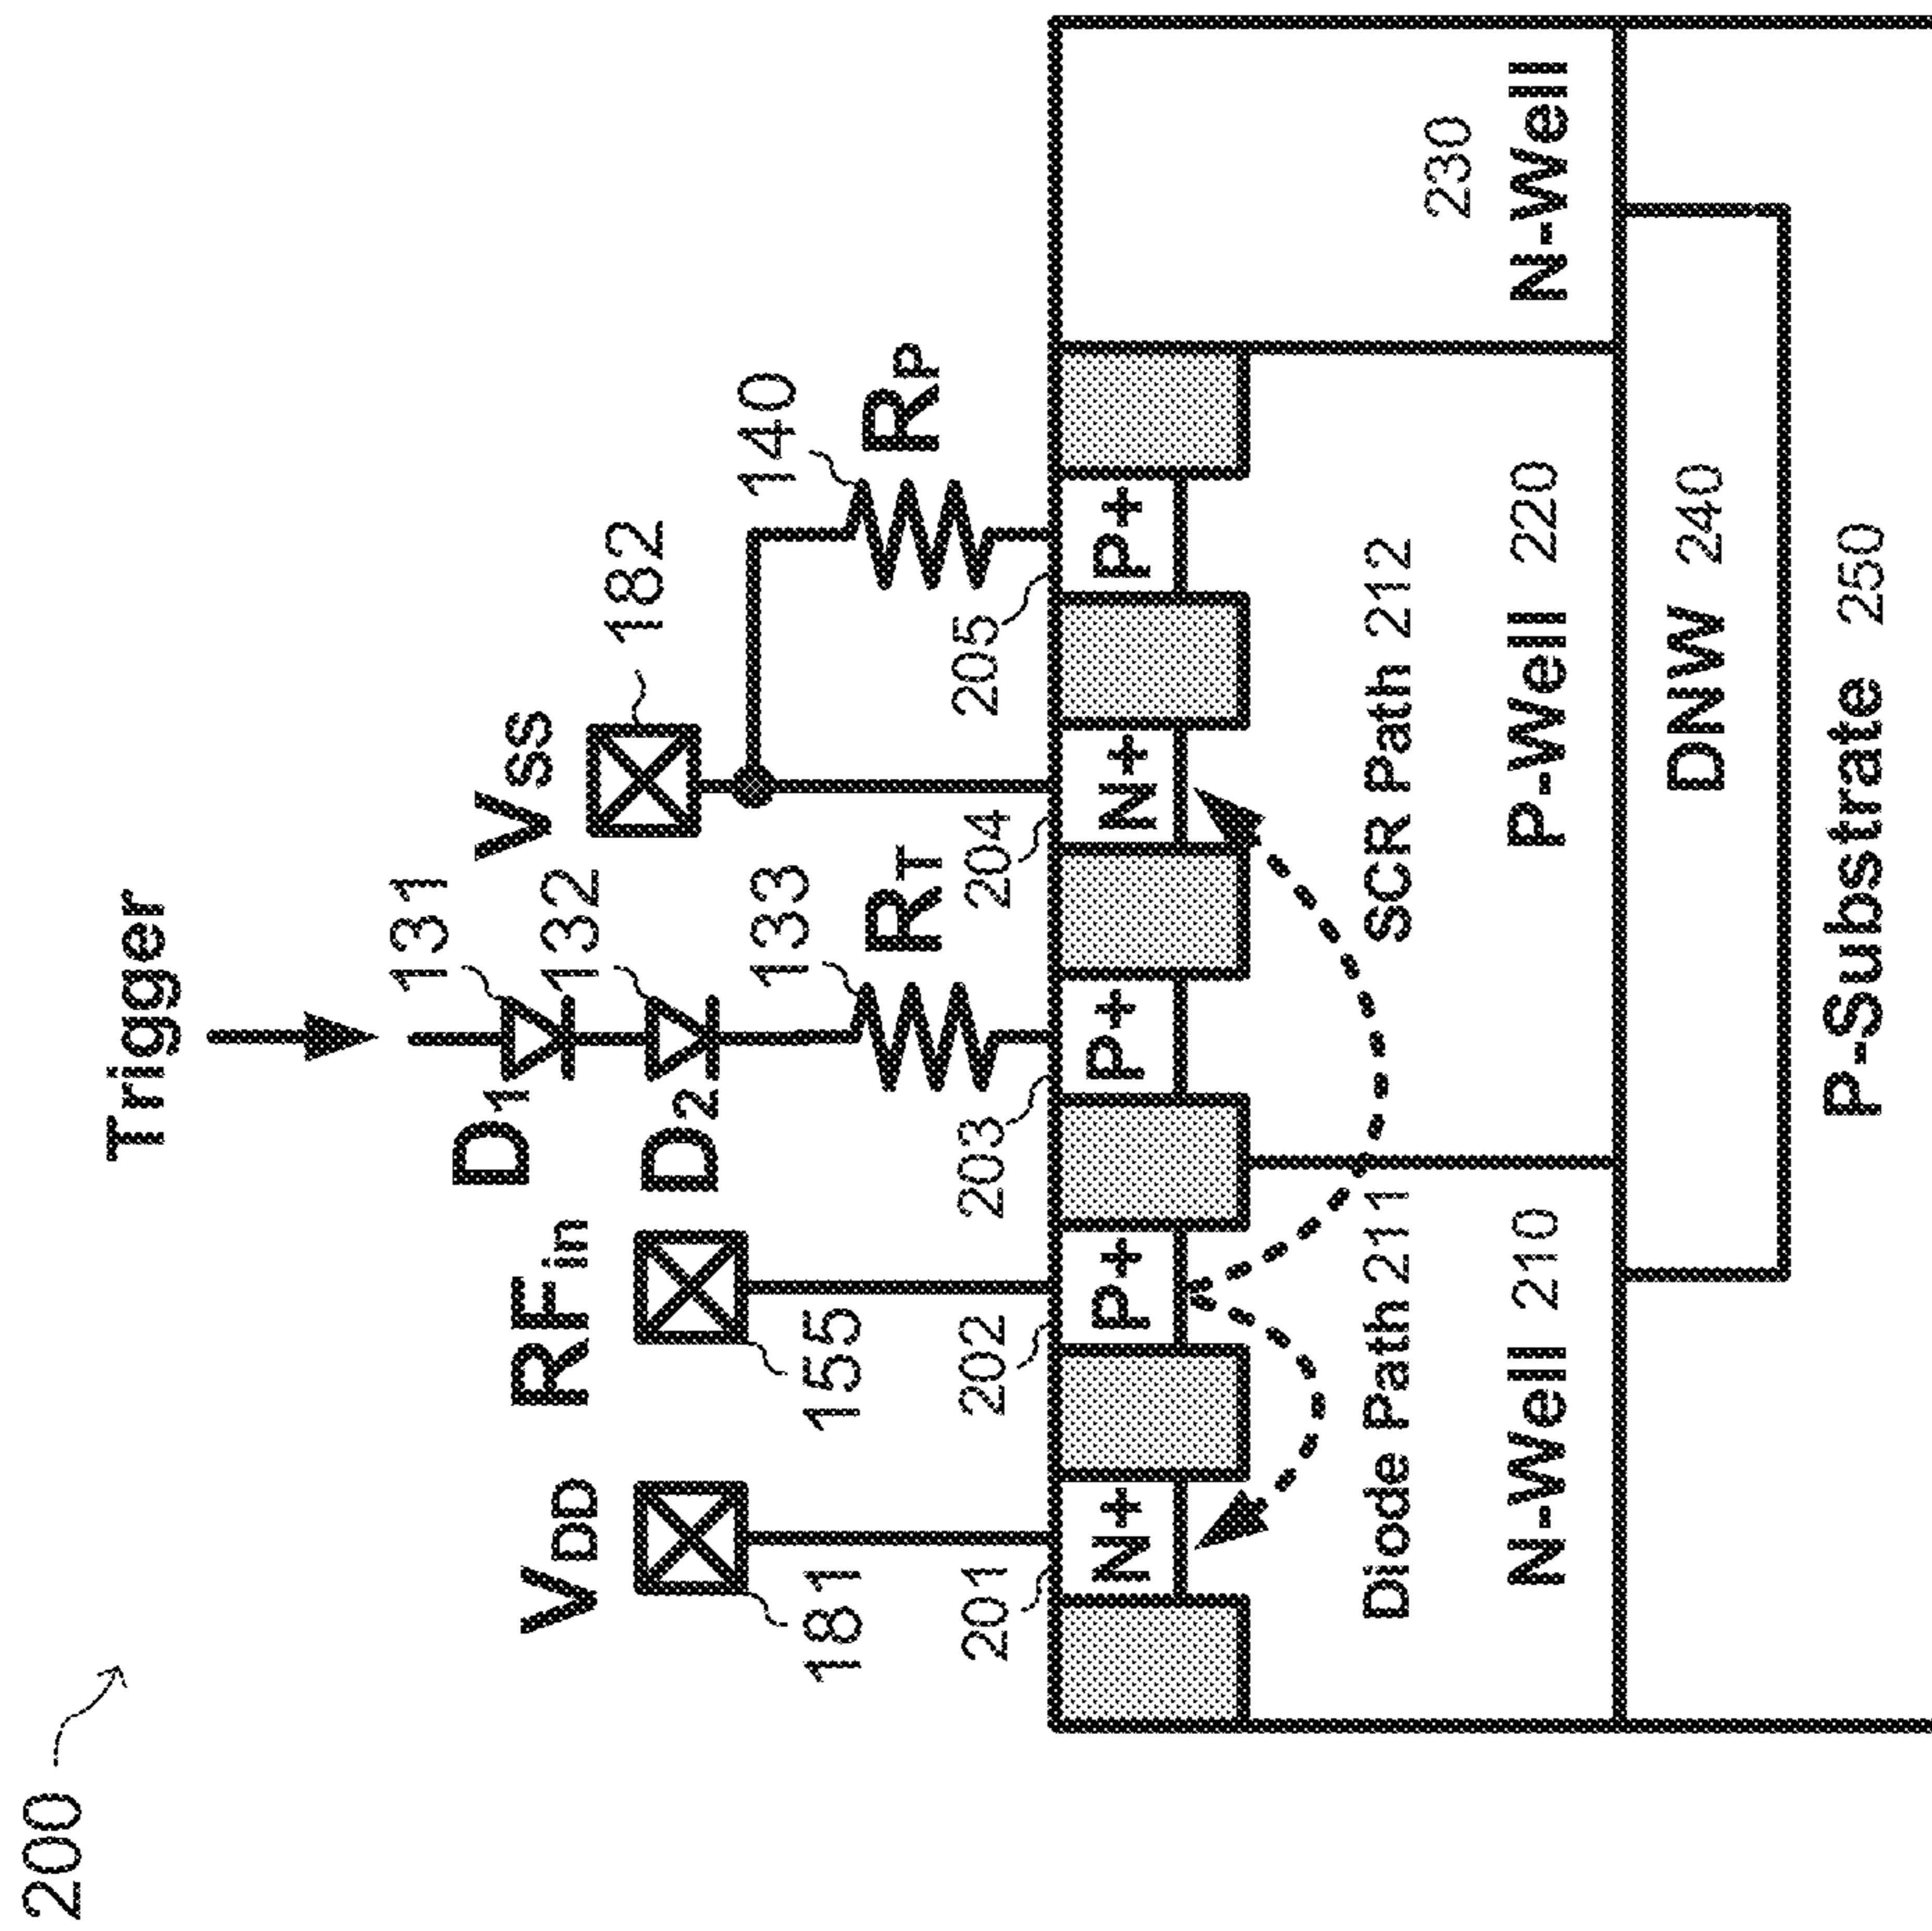 200
Trigger
D1
131
D2
132
VDD
RFin
VSS
181
155
133
RT
182
140
RP
201
202
203
204
205
N+
P+
P+
N+
P+
Diode Path 211
SCR Path 212
230
N-Well 210
P-Well 220
N-Well
DNW 240
P-Substrate 250